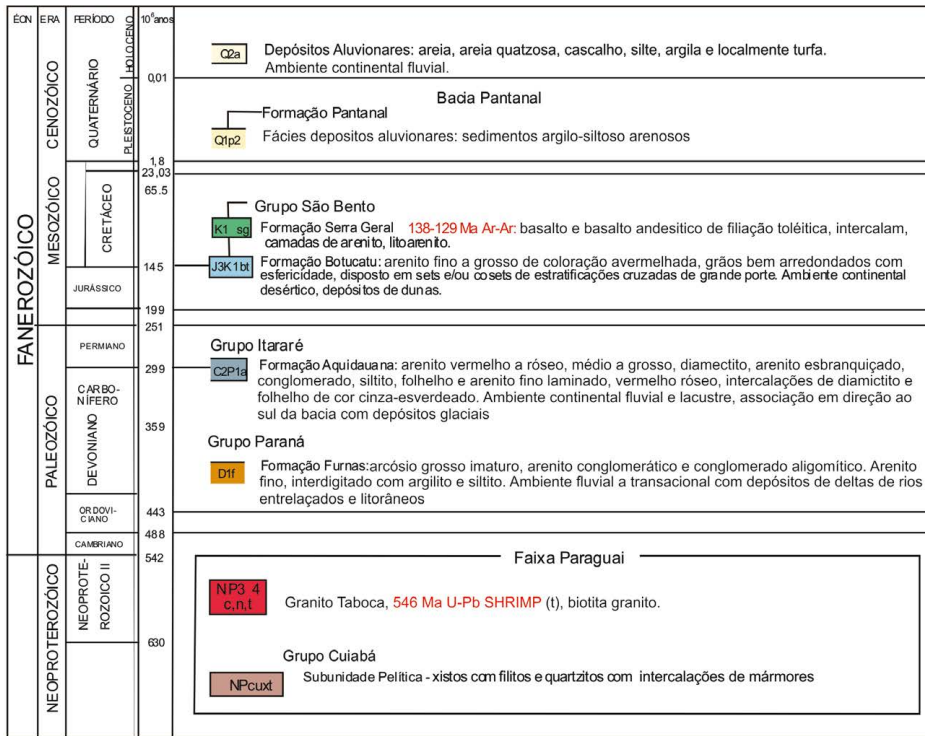 ÉON ERA PERÍODO 10⁶anos
FANEROZÓICO
CENOZÓICO
MESOZÓICO
PALEOZÓICO
NEOPROTEROZÓICO
QUATERNÁRIO
HOLOCENO
PLEISTOCENO
CRETÁCEO
JURÁSSICO
PERMIANO
CARBO-
NÍFERO
DEVONIANO
ORDOVI-
CIANO
CAMBRIANO
NEOPROTE-
ROZOICO II
0,01
1,8
23,03
65.5
145
199
251
299
359
443
488
542
630
Q2a Depósitos Aluvionares: areia, areia quatzosa, cascalho, silte, argila e localmente turfa.
Ambiente continental fluvial.
Bacia Pantanal
Formação Pantanal
Q1p2 Fácies depositos aluvionares: sedimentos argilo-siltoso arenosos
Grupo São Bento
K1 sg Formação Serra Geral 138-129 Ma Ar-Ar: basalto e basalto andesitico de filiação toléitica, intercalam,
camadas de arenito, litoarenito.
J3K1bt Formação Botucatu: arenito fino a grosso de coloração avermelhada, grãos bem arredondados com
esfericidade, disposto em sets e/ou cosets de estratificações cruzadas de grande porte. Ambiente continental
desértico, depósitos de dunas.
Grupo Itararé
C2P1a Formação Aquidauana: arenito vermelho a róseo, médio a grosso, diamectito, arenito esbranquiçado,
conglomerado, siltito, folhelho e arenito fino laminado, vermelho róseo, intercalações de diamictito e
folhelho de cor cinza-esverdeado. Ambiente continental fluvial e lacustre, associação em direção ao
sul da bacia com depósitos glaciais
Grupo Paraná
D1f Formação Furnas:arcósio grosso imaturo, arenito conglomerático e conglomerado aligomítico. Arenito
fino, interdigitado com argilito e siltito. Ambiente fluvial a transacional com depósitos de deltas de rios
entrelaçados e litorâneos
Faixa Paraguai
NP3 4
c,n,t
Granito Taboca, 546 Ma U-Pb SHRIMP (t), biotita granito.
Grupo Cuiabá
NPcuxt Subunidade Pelítica - xistos com filitos e quartzitos com intercalações de mármores